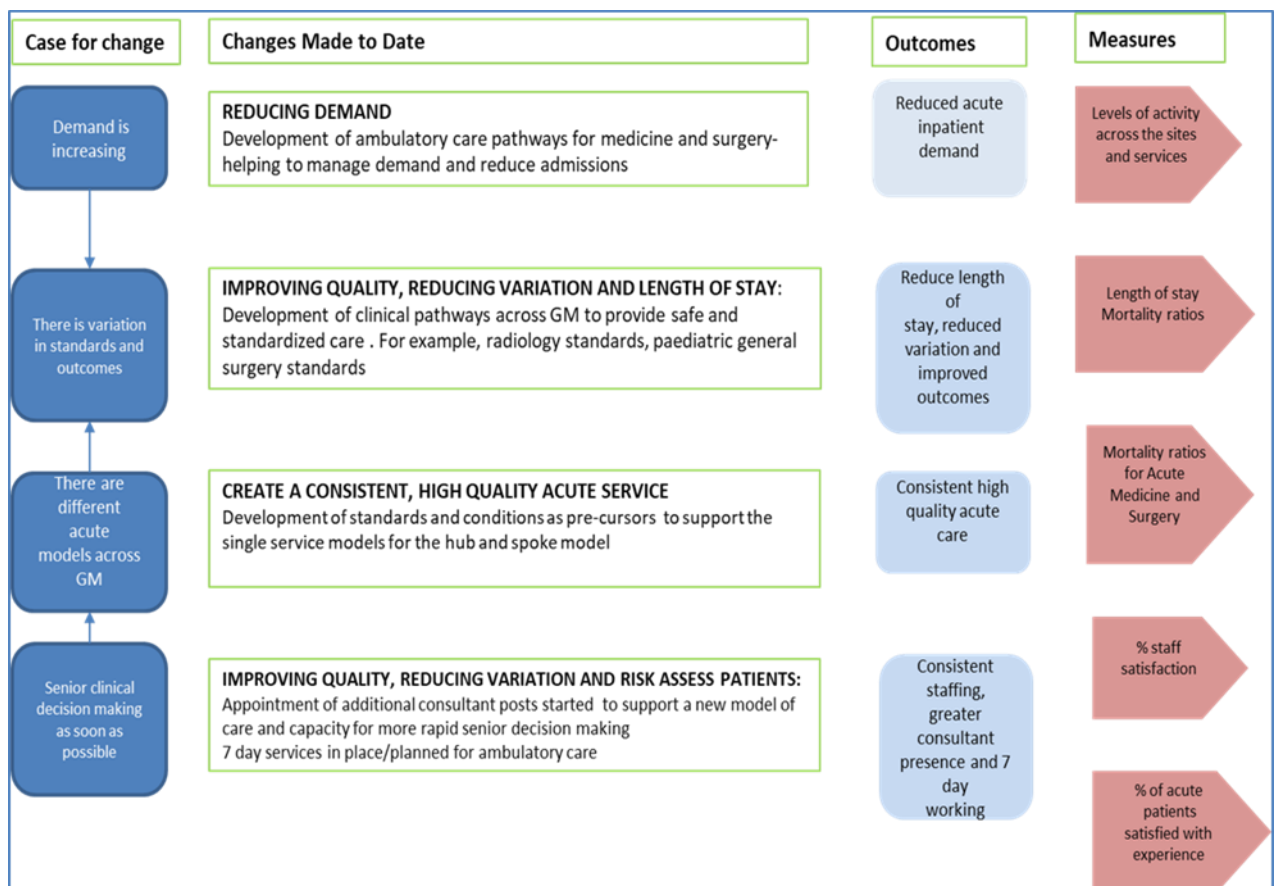 Case for change
Changes Made to Date
Outcomes
Measures
Demand is
increasing
REDUCING DEMAND
Development of ambulatory care pathways for medicine and surgery-
helping to manage demand and reduce admissions
Reduced acute
inpatient
demand
Levels of activity
across the sites
and services
There is variation
in standards and
outcomes
IMPROVING QUALITY, REDUCING VARIATION AND LENGTH OF STAY:
Development of clinical pathways across GM to provide safe and
standardized care . For example, radiology standards, paediatric general
surgery standards
Reduce length
of
stay, reduced
variation and
improved
outcomes
Length of stay
Mortality ratios
There are
different
acute
models across
GM
CREATE A CONSISTENT, HIGH QUALITY ACUTE SERVICE
Development of standards and conditions as pre-cursors to support the
single service models for the hub and spoke model
Consistent high
quality acute
care
Mortality ratios
for Acute
Medicine and
Surgery
Senior clinical
decision making
as soon as
possible
IMPROVING QUALITY, REDUCING VARIATION AND RISK ASSESS PATIENTS:
Appointment of additional consultant posts started to support a new model of
care and capacity for more rapid senior decision making
7 day services in place/planned for ambulatory care
Consistent
staffing,
greater
consultant
presence and 7
day
working
% staff
satisfaction
% of acute
patients
satisfied with
experience